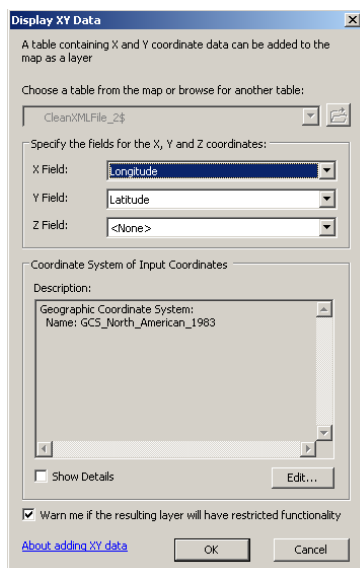 Display XY Data
A table containing X and Y coordinate data can be added to the
map as a layer
Choose a table from the map or browse for another table:
CleanXMLFile_2$
Specify the fields for the X, Y and Z coordinates:
X Field: Longitude
Y Field: Latitude
Z Field: <None>
Coordinate System of Input Coordinates
Description:
Geographic Coordinate System:
Name: GCS_North_American_1983
Show Details Edit...
Warn me if the resulting layer will have restricted functionality
About adding XY data OK Cancel